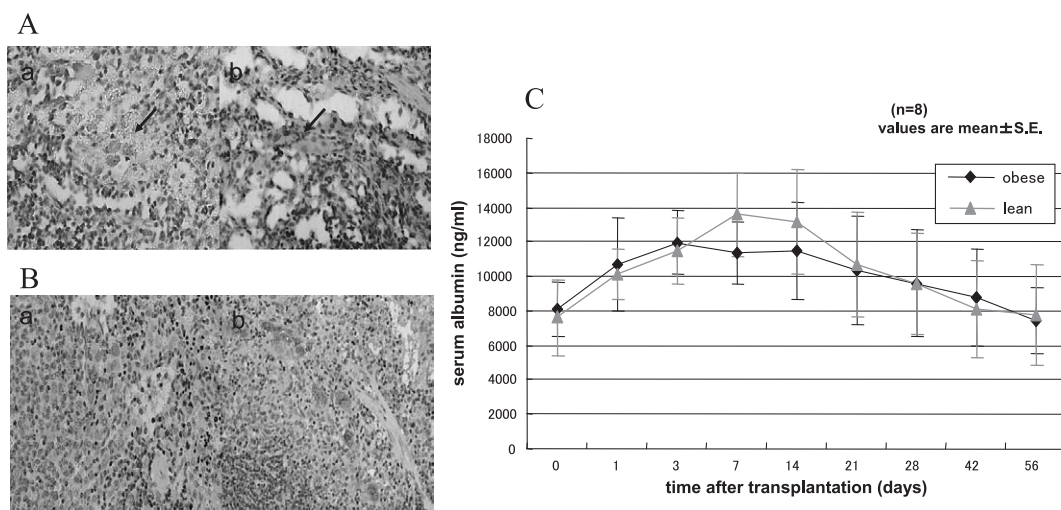 A
a
b
B
a
b
C
(n=8)
values are mean±S.E.
18000
16000
14000
12000
10000
8000
6000
4000
2000
0
serum albumin (ng/ml)
obese
lean
0 1 3 7 14 21 28 42 56
time after transplantation (days)